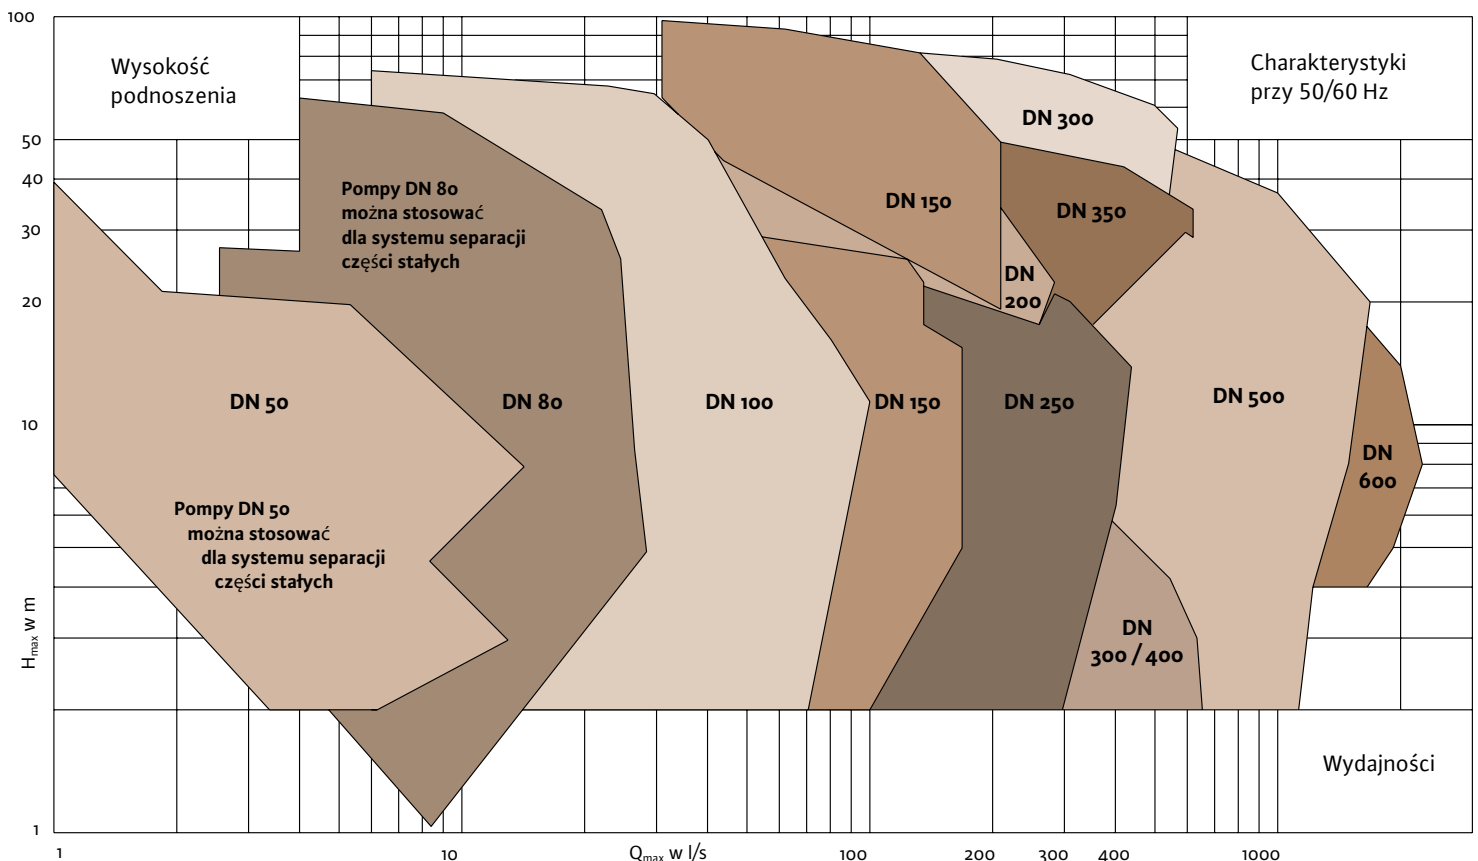 100
Wysokość
podnoszenia
Charakterystyki
przy 50/60 Hz
DN 300
50
40
Pompy DN 80
można stosować
dla systemu separacji
części stałych
DN 150
DN 350
30
DN
200
20
DN 50
DN 80
DN 100
DN 150
DN 250
DN 500
10
DN
600
Pompy DN 50
można stosować
dla systemu separacji
części stałych
DN
300 / 400
Hmax w m
Wydajności
1
1
10
Qmax w l/s
100
200
300
400
1000